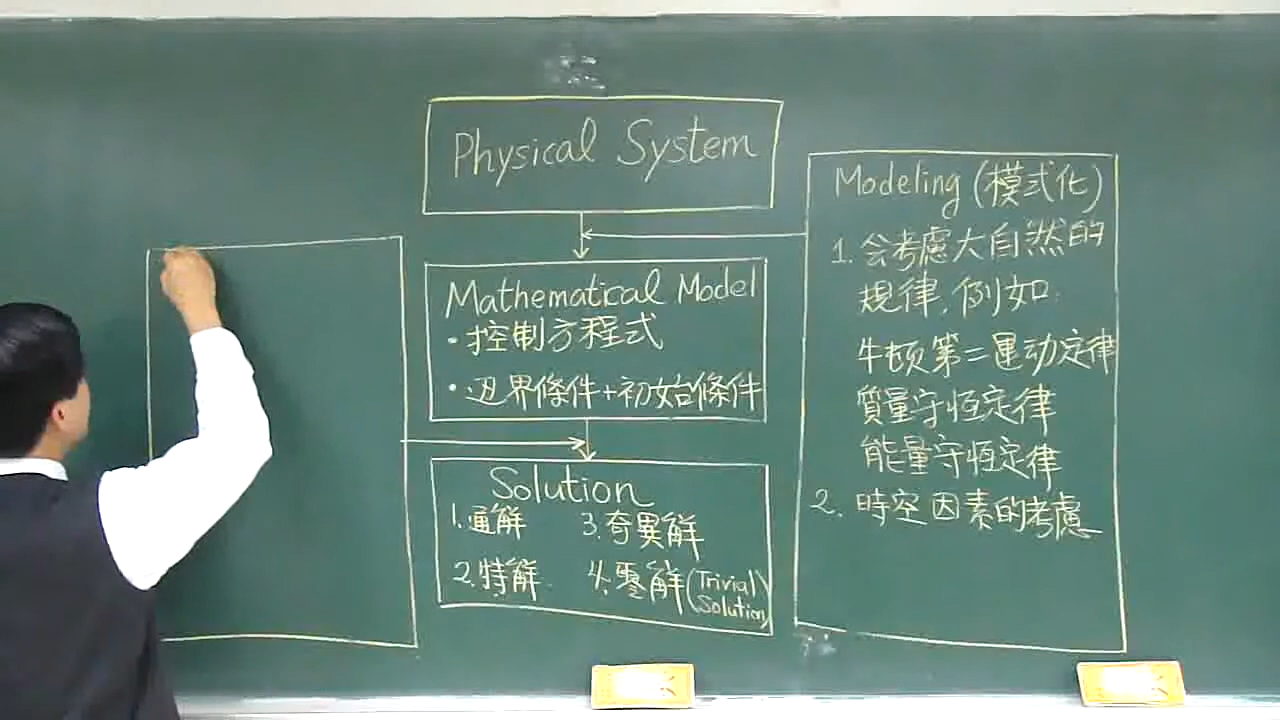 Physical System
Mathematical Model
·控制方程式
·边界條件+初始條件
Solution
1.通解
2.特解
3.奇異解
4.零解(Trivial Solution)
Modeling(模式化)
1.会考慮大自然的
規律,例如:
牛頓第二運动定律
質量守恆定律
能量守恆定律
2.時空因素的考慮